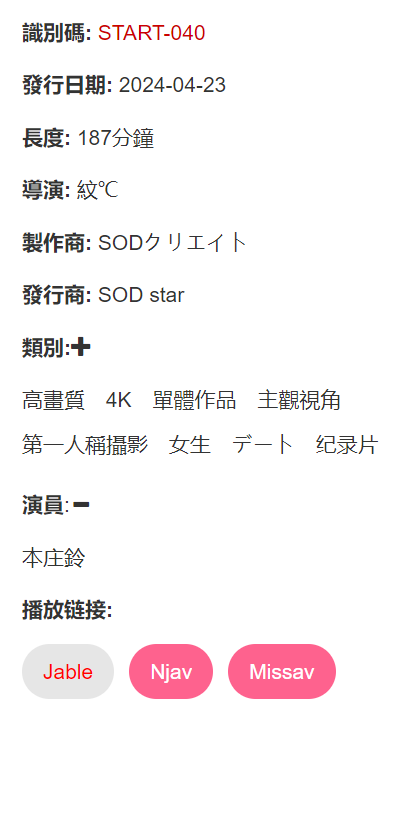 識別碼: START-040
發行日期: 2024-04-23
長度: 187分鐘
導演: 紋℃
製作商: SODクリエイト
發行商: SOD star
類別:
高畫質 4K 單體作品 主觀視角
第一人稱攝影 女生 デート 纪录片
演員:
本庄鈴
播放链接:
Jable Njav Missav